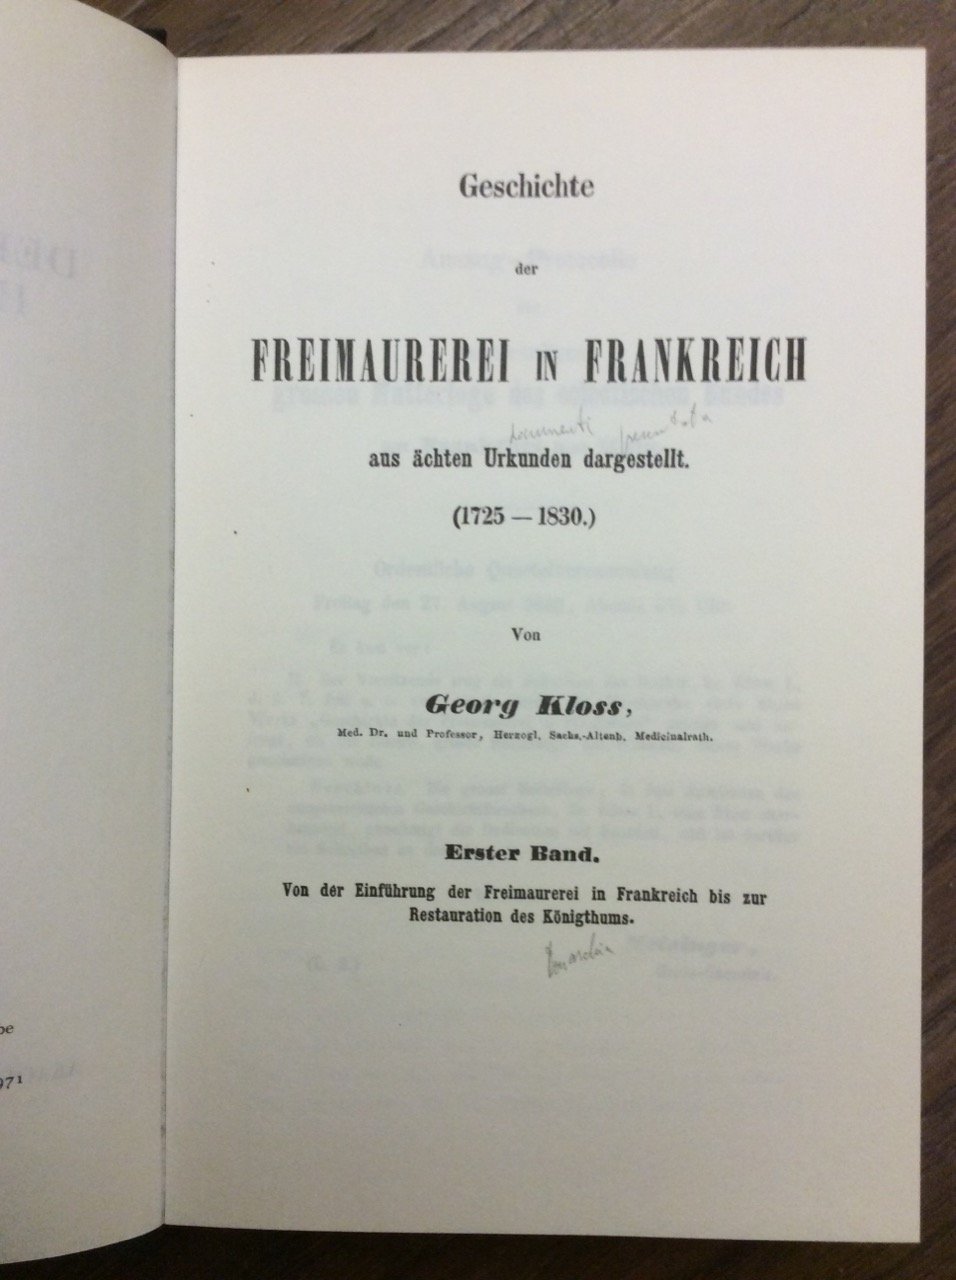 Geschichte
der
FREIMAUREREI IN FRANKREICH
documenti
aus ächten Urkunden dargestellt.
(1725 — 1830.)
Von
Georg Kloss,
Med. Dr. und Professor, Herzogl. Sachs.-Altenb. Medicinalrath.
Erster Band.
Von der Einführung der Freimaurerei in Frankreich bis zur
Restauration des Königthums.